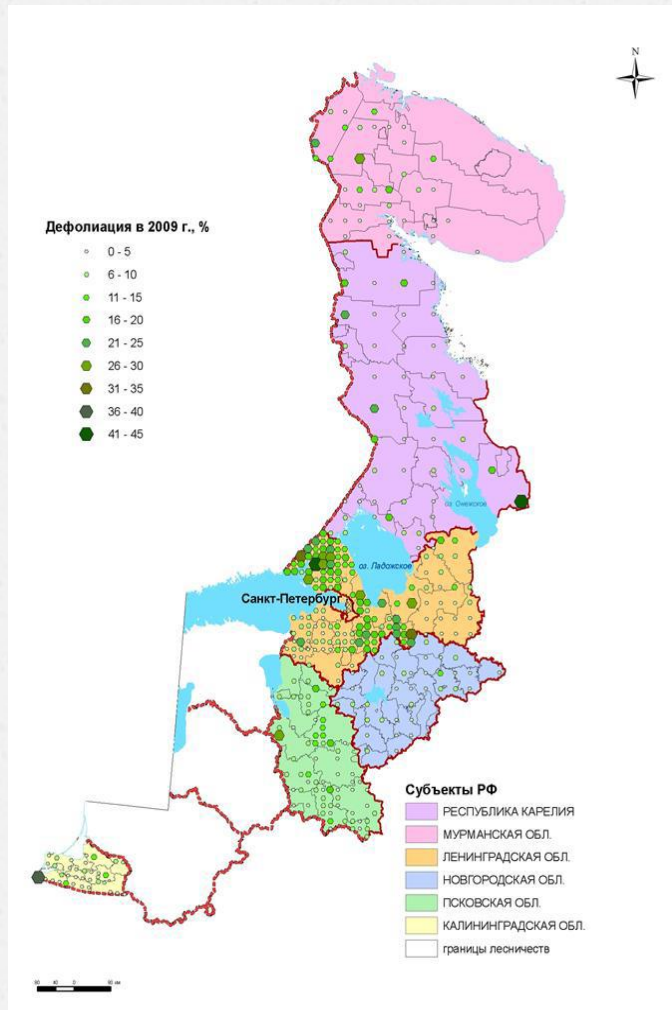 N
Дефолиация в 2009 г., %
0 - 5
6 - 10
11 - 15
16 - 20
21 - 25
26 - 30
31 - 35
36 - 40
41 - 45
оз. Онежское
оз. Ладожское
Санкт-Петербург
Субъекты РФ
РЕСПУБЛИКА КАРЕЛИЯ
МУРМАНСКАЯ ОБЛ.
ЛЕНИНГРАДСКАЯ ОБЛ.
НОВГОРОДСКАЯ ОБЛ.
ПСКОВСКАЯ ОБЛ.
КАЛИНИНГРАДСКАЯ ОБЛ.
границы лесничеств